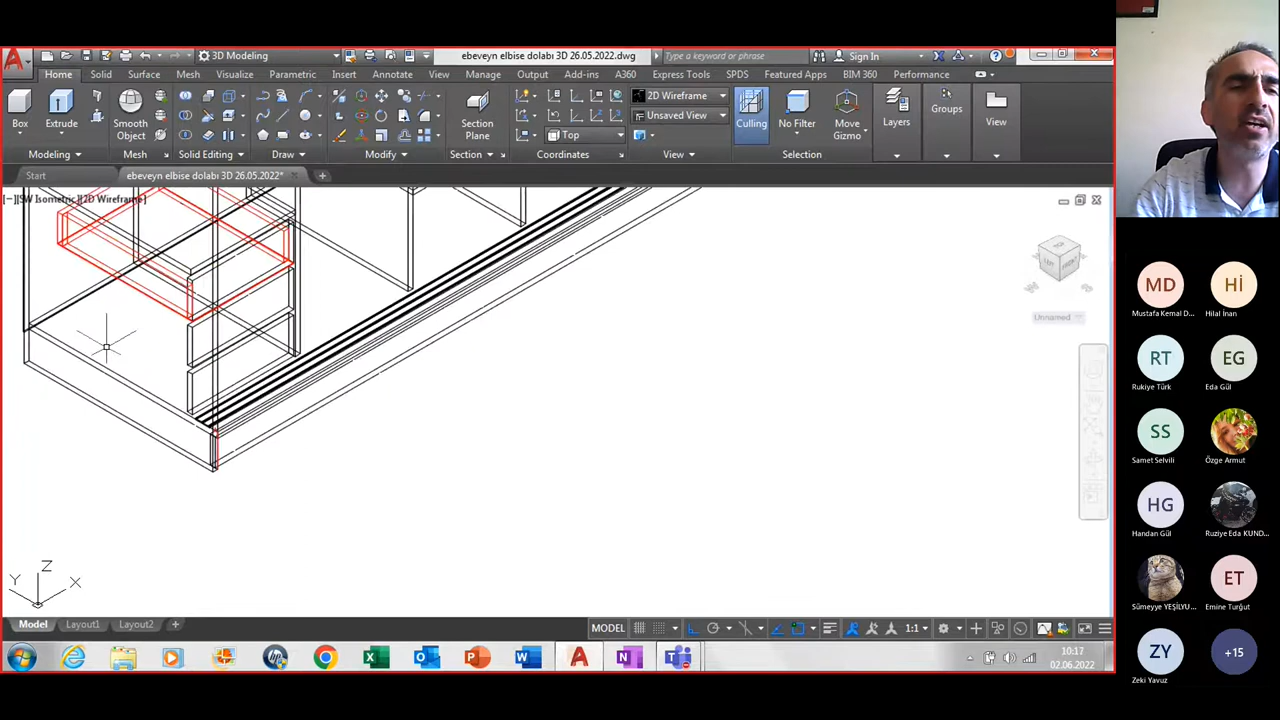 3D Modeling
ebeveyn elbise dolabı 3D 26.05.2022.dwg
Type a keyword or phrase
Sign In
Home Solid Surface Mesh Visualize Parametric Insert Annotate View Manage Output Add-ins A360 Express Tools SPDS Featured Apps BIM 360 Performance
2D Wireframe
Unsaved View
Top
Box
Extrude
Smooth Object
Section Plane
Culling
No Filter
Move Gizmo
Layers
Groups
View
Modeling Mesh Solid Editing Draw Modify Section Coordinates View Selection
Start
ebeveyn elbise dolabı 3D 26.05.2022*
[−][SW Isometric][2D Wireframe]
TOP
LEFT
FRONT
Unnamed
Z
Y
X
Model Layout1 Layout2
MODEL
1:1
10:17
02.06.2022
MD
Mustafa Kemal D...
Hİ
Hilal İnan
RT
Rukiye Türk
EG
Eda Gül
SS
Samet Selvili
Özge Armut
HG
Handan Gül
Ruziye Eda KUND...
Sümeyye YEŞİLYU...
ET
Emine Turğut
ZY
Zeki Yavuz
+15